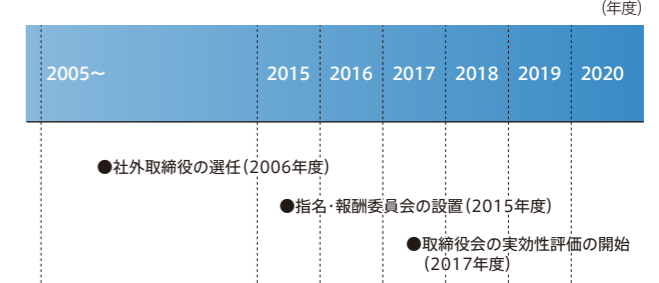 (年度)
2005～ 2015 2016 2017 2018 2019 2020
●社外取締役の選任(2006年度)
●指名・報酬委員会の設置(2015年度)
●取締役会の実効性評価の開始
(2017年度)